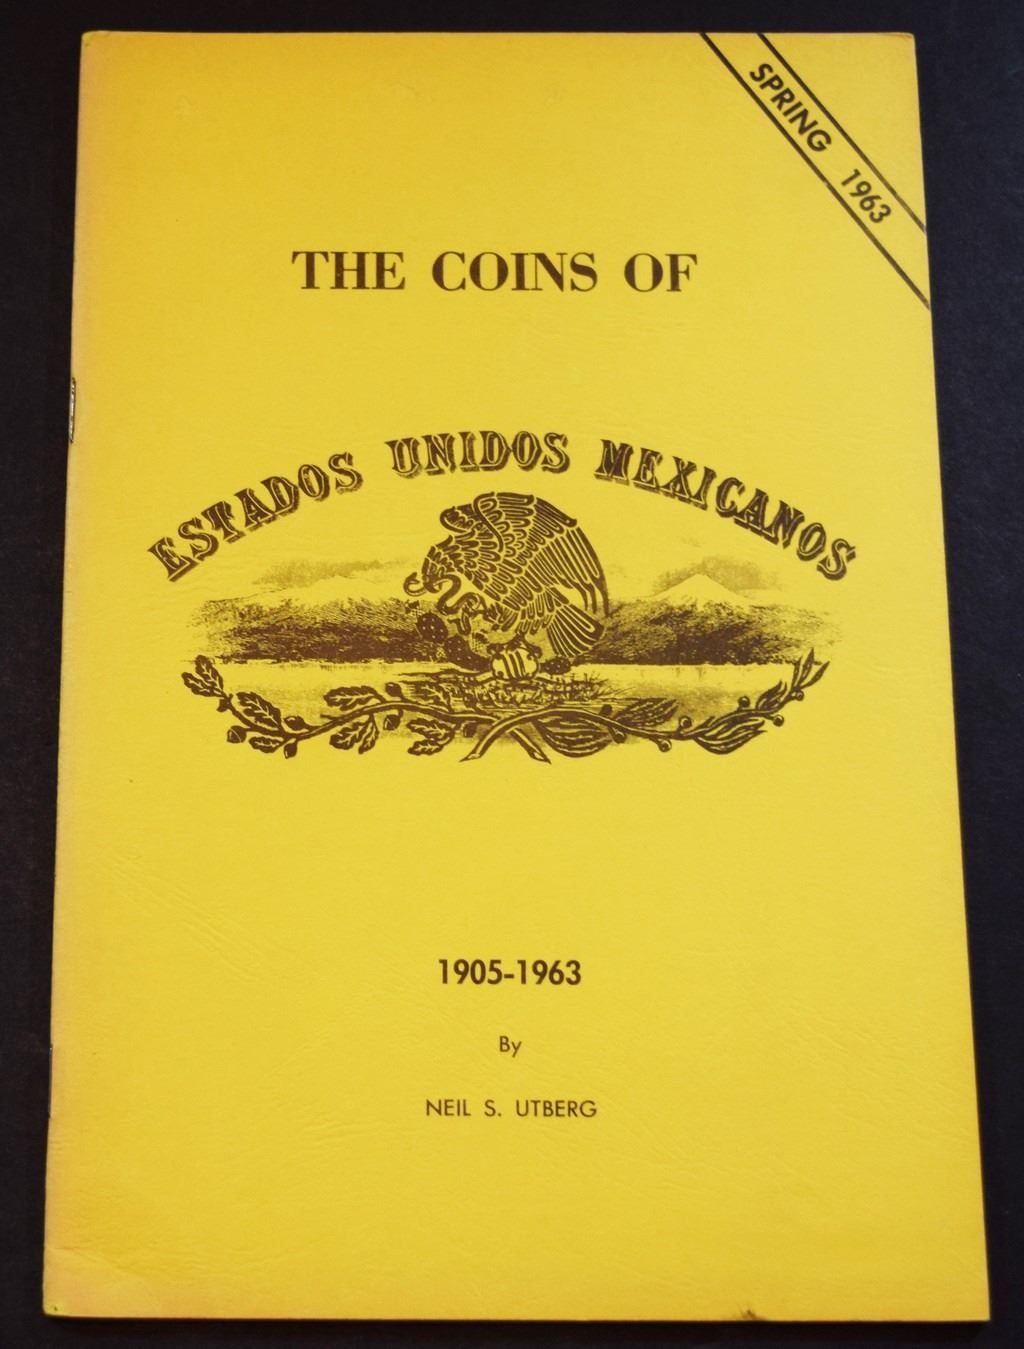 SPRING 1963
THE COINS OF
ESTADOS UNIDOS MEXICANOS
1905-1963
By
NEIL S. UTBERG